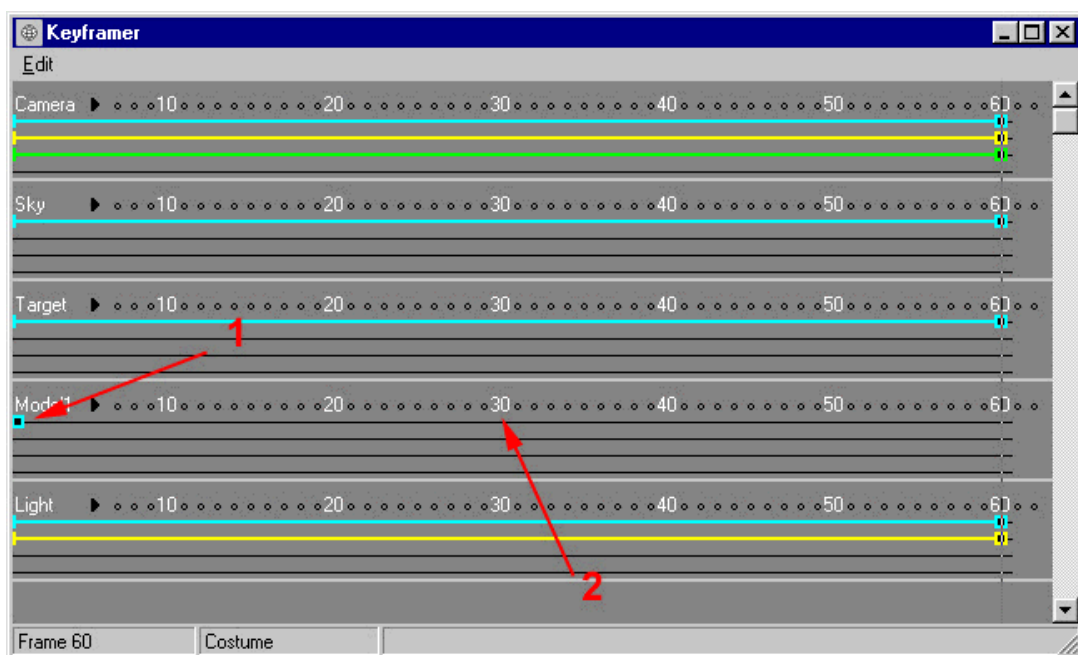 Keyframer
Edit
Camera 10 20 30 40 50 60
Sky 10 20 30 40 50 60
Target 10 20 30 40 50 60
1
Model1 10 20 30 40 50 60
Light 10 20 30 40 50 60
2
Frame 60 Costume